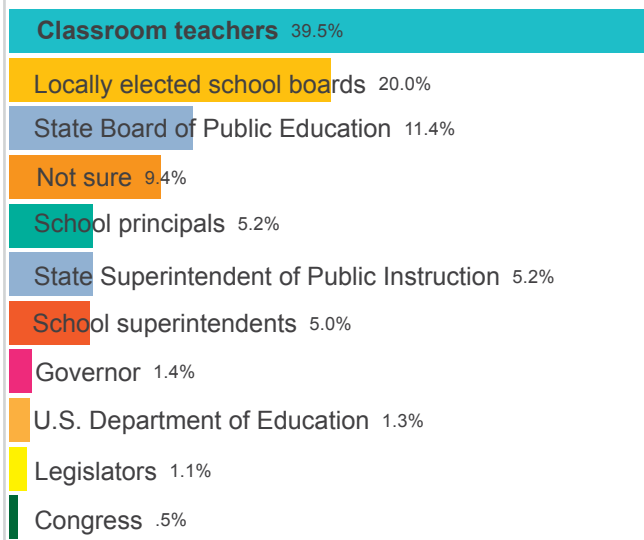 Classroom teachers 39.5%
Locally elected school boards 20.0%
State Board of Public Education 11.4%
Not sure 9.4%
School principals 5.2%
State Superintendent of Public Instruction 5.2%
School superintendents 5.0%
Governor 1.4%
U.S. Department of Education 1.3%
Legislators 1.1%
Congress .5%